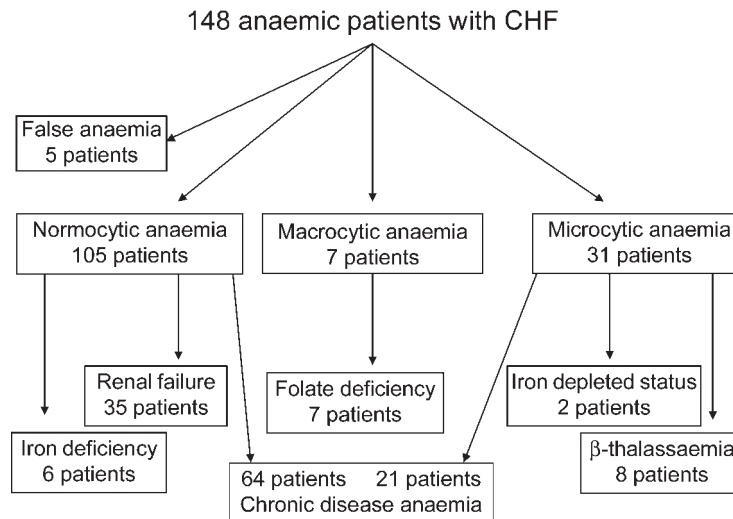 148 anaemic patients with CHF
False anaemia
5 patients
Normocytic anaemia
105 patients
Macrocytic anaemia
7 patients
Microcytic anaemia
31 patients
Renal failure
35 patients
Folate deficiency
7 patients
Iron depleted status
2 patients
Iron deficiency
6 patients
64 patients 21 patients
Chronic disease anaemia
β-thalassaemia
8 patients